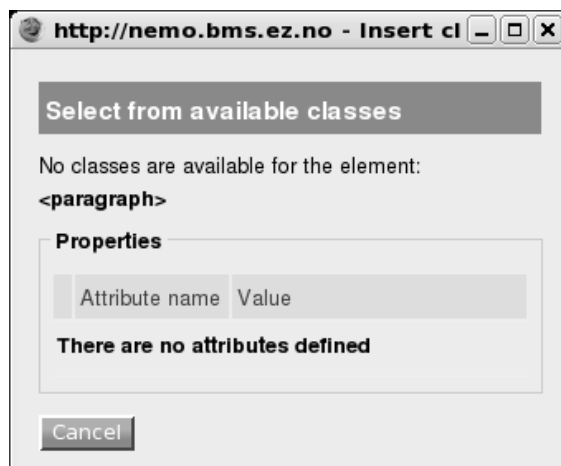 http://nemo.bms.ez.no - Insert cl
Select from available classes
No classes are available for the element:
<paragraph>
Properties
Attribute name Value
There are no attributes defined
Cancel